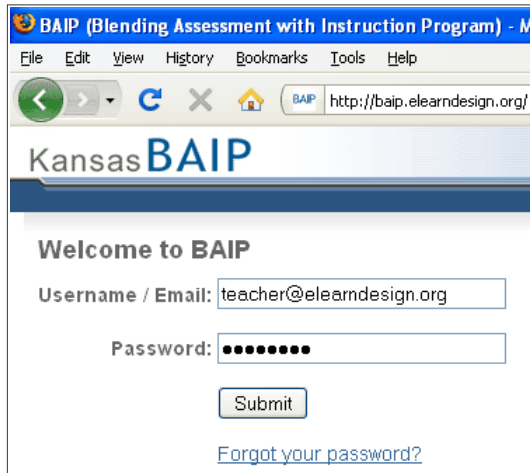 BAIP (Blending Assessment with Instruction Program) - M
File Edit View History Bookmarks Tools Help
BAIP http://baip.elearndesign.org/
Kansas BAIP
Welcome to BAIP
Username / Email: teacher@elearndesign.org
Password: ●●●●●●●●
Submit
Forgot your password?